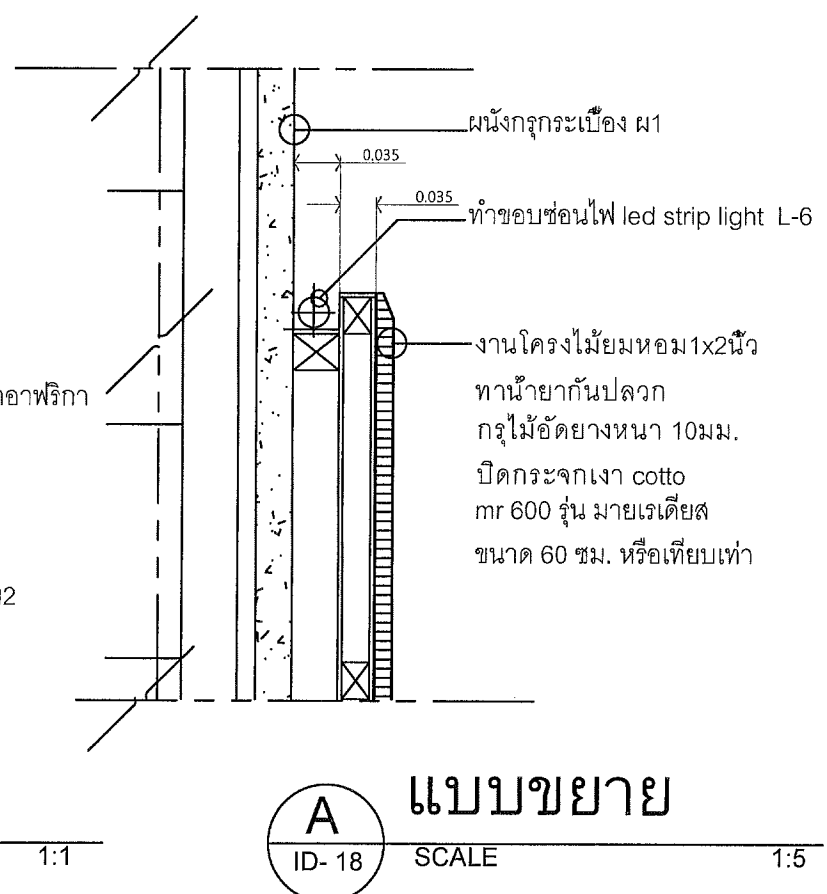 ผนังกรุกระเบื้อง ผ1
0.035
0.035
ทำขอบซ่อนไฟ led strip light L-6
งานโครงไม้ยมหอม1x2นิ้ว
ทาน้ำยากันปลวก
กรุไม้อัดยางหนา 10มม.
ปิดกระจกเงา cotto
mr 600 รุ่น มายเรเดียส
ขนาด 60 ซม. หรือเทียบเท่า
อาฟริกา
2
แบบขยาย
A
ID- 18
SCALE
1:5
1:1